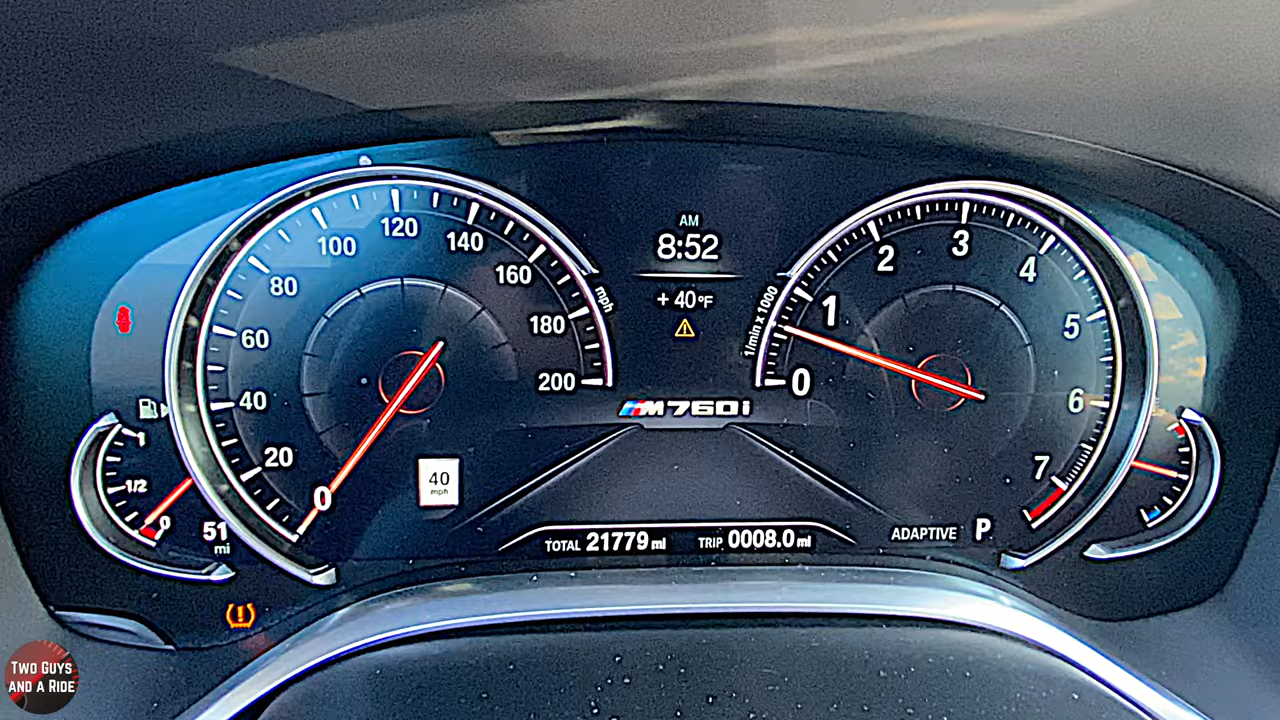 AM
8:52
+ 40°F
20
40
60
80
100
120
140
160
180
200
0
mph
1/min x 1000
0
1
2
3
4
5
6
7
M760i
40
mph
1
1/2
0
51
mi
TOTAL 21779 mi TRIP 0008.0 mi
ADAPTIVE P
TWO GUYS
AND A RIDE